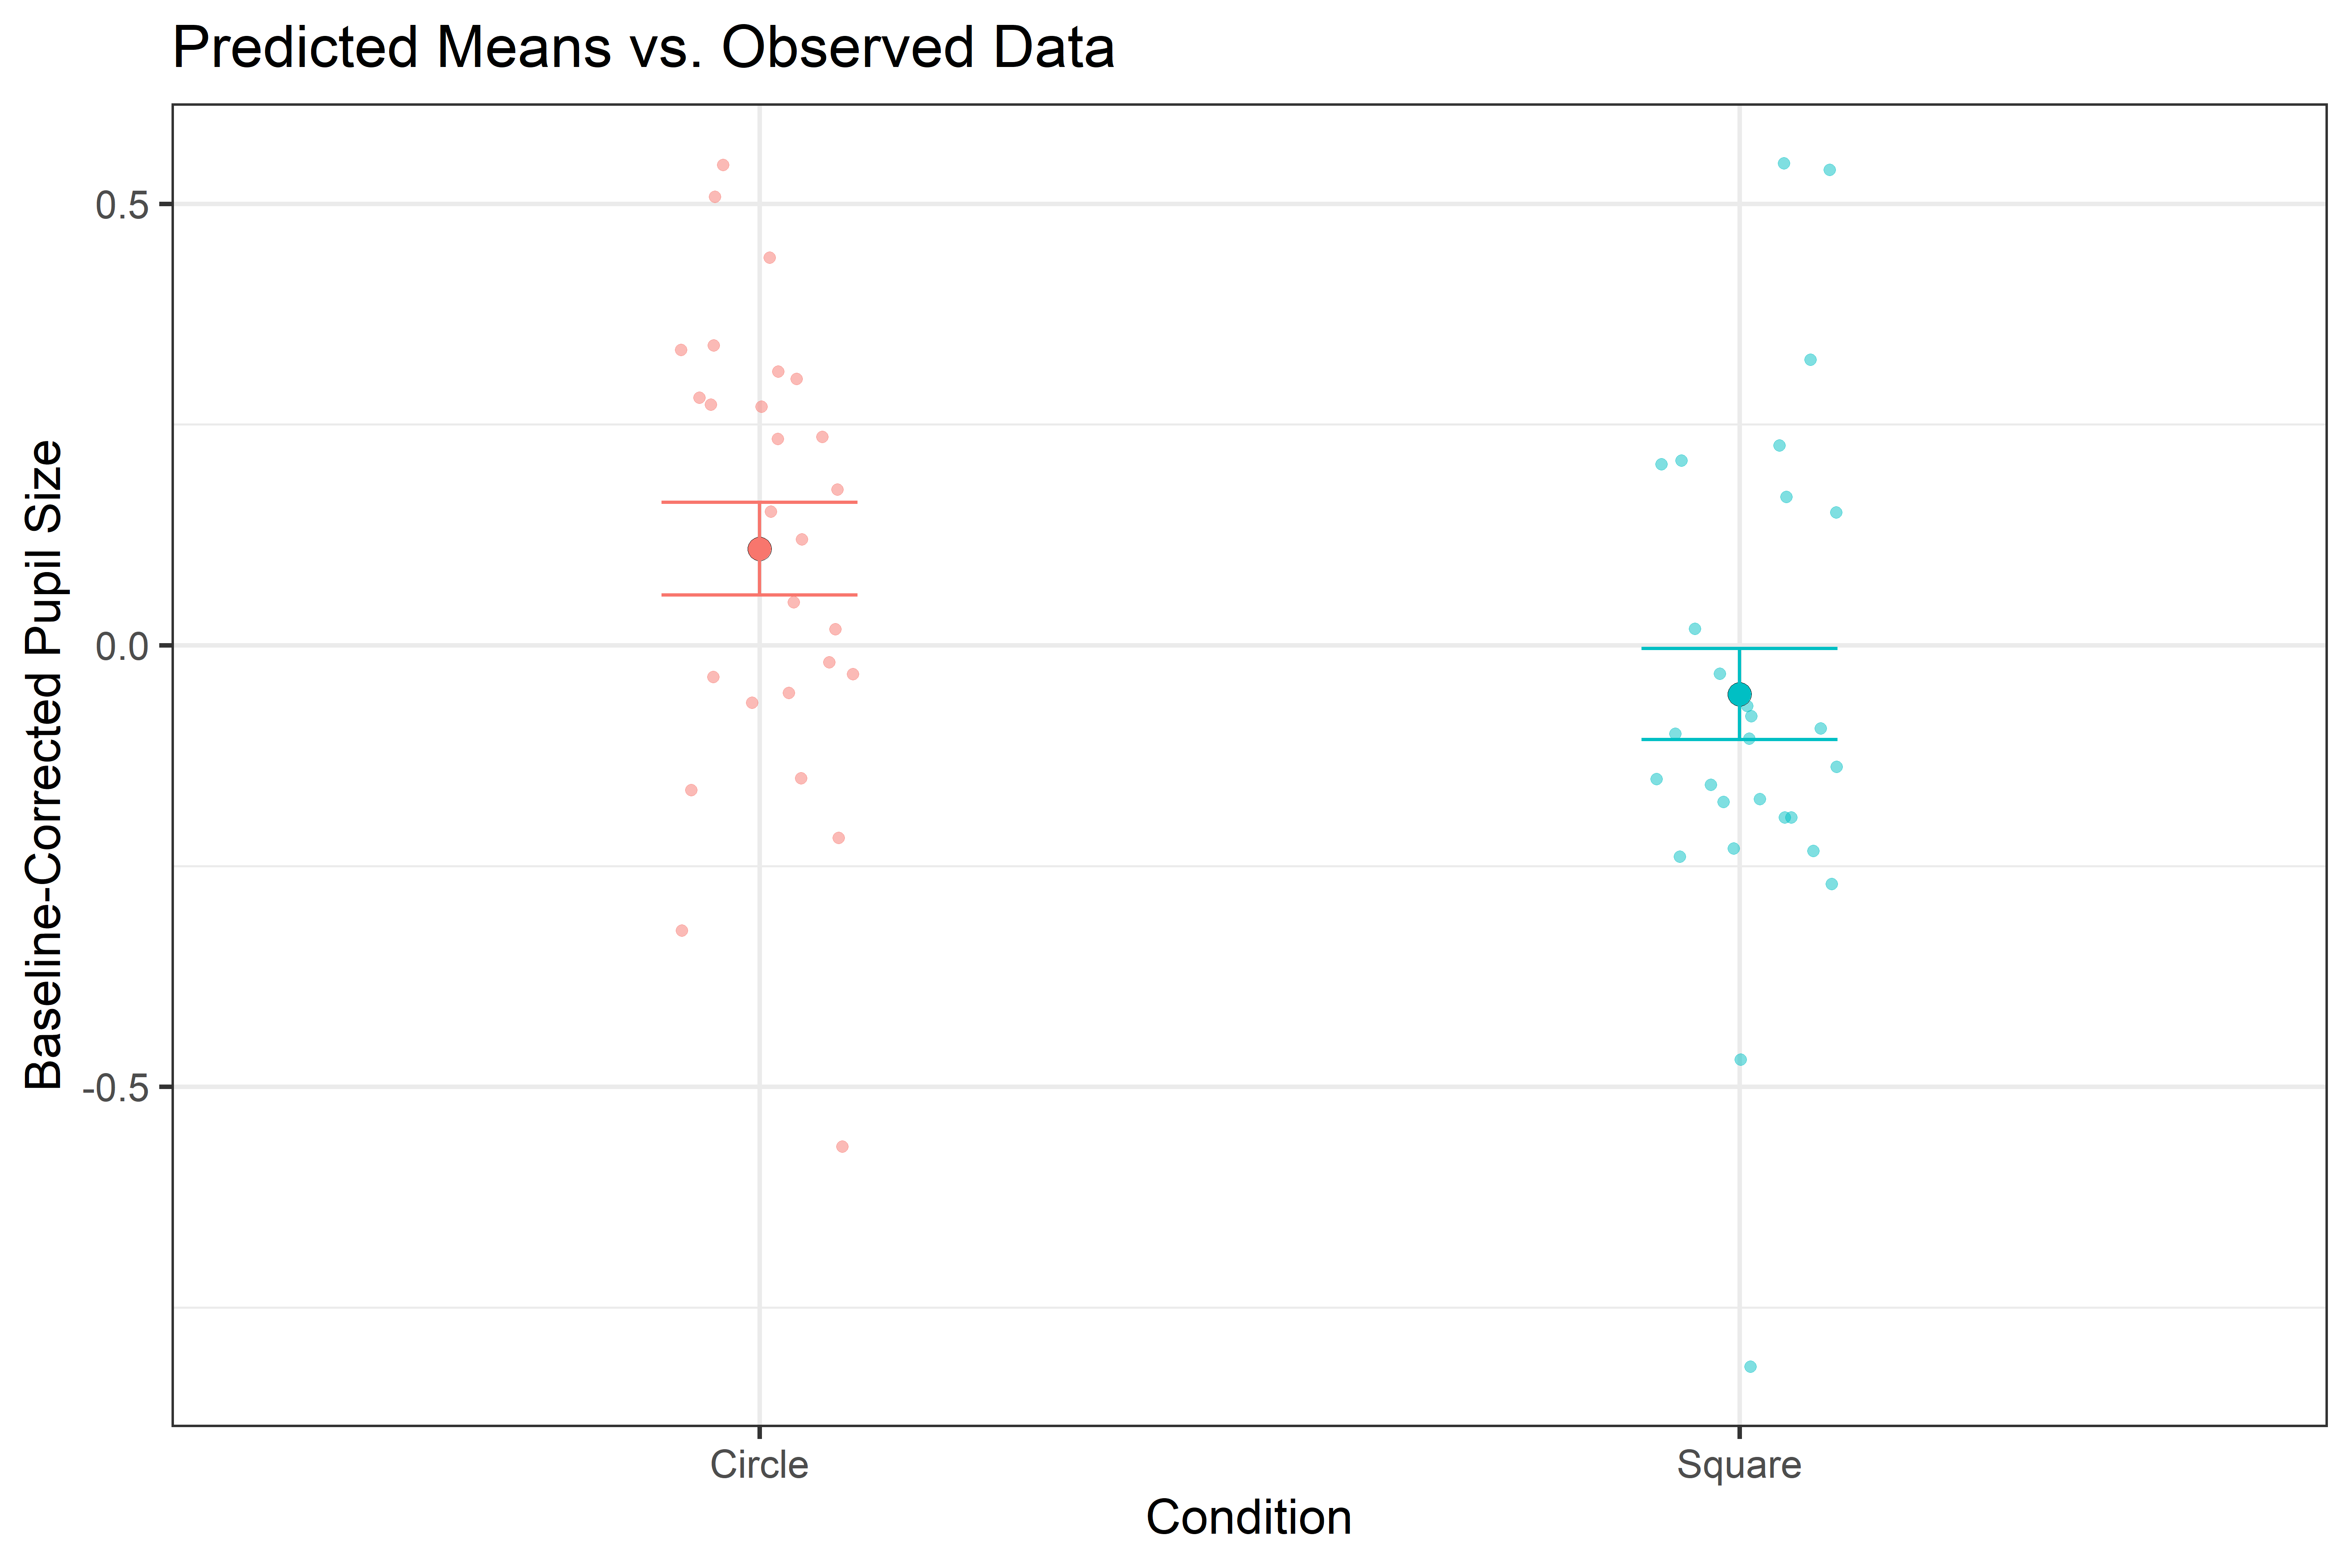 Predicted Means vs. Observed Data
Baseline-Corrected Pupil Size
0.5
0.0
-0.5
Circle
Square
Condition